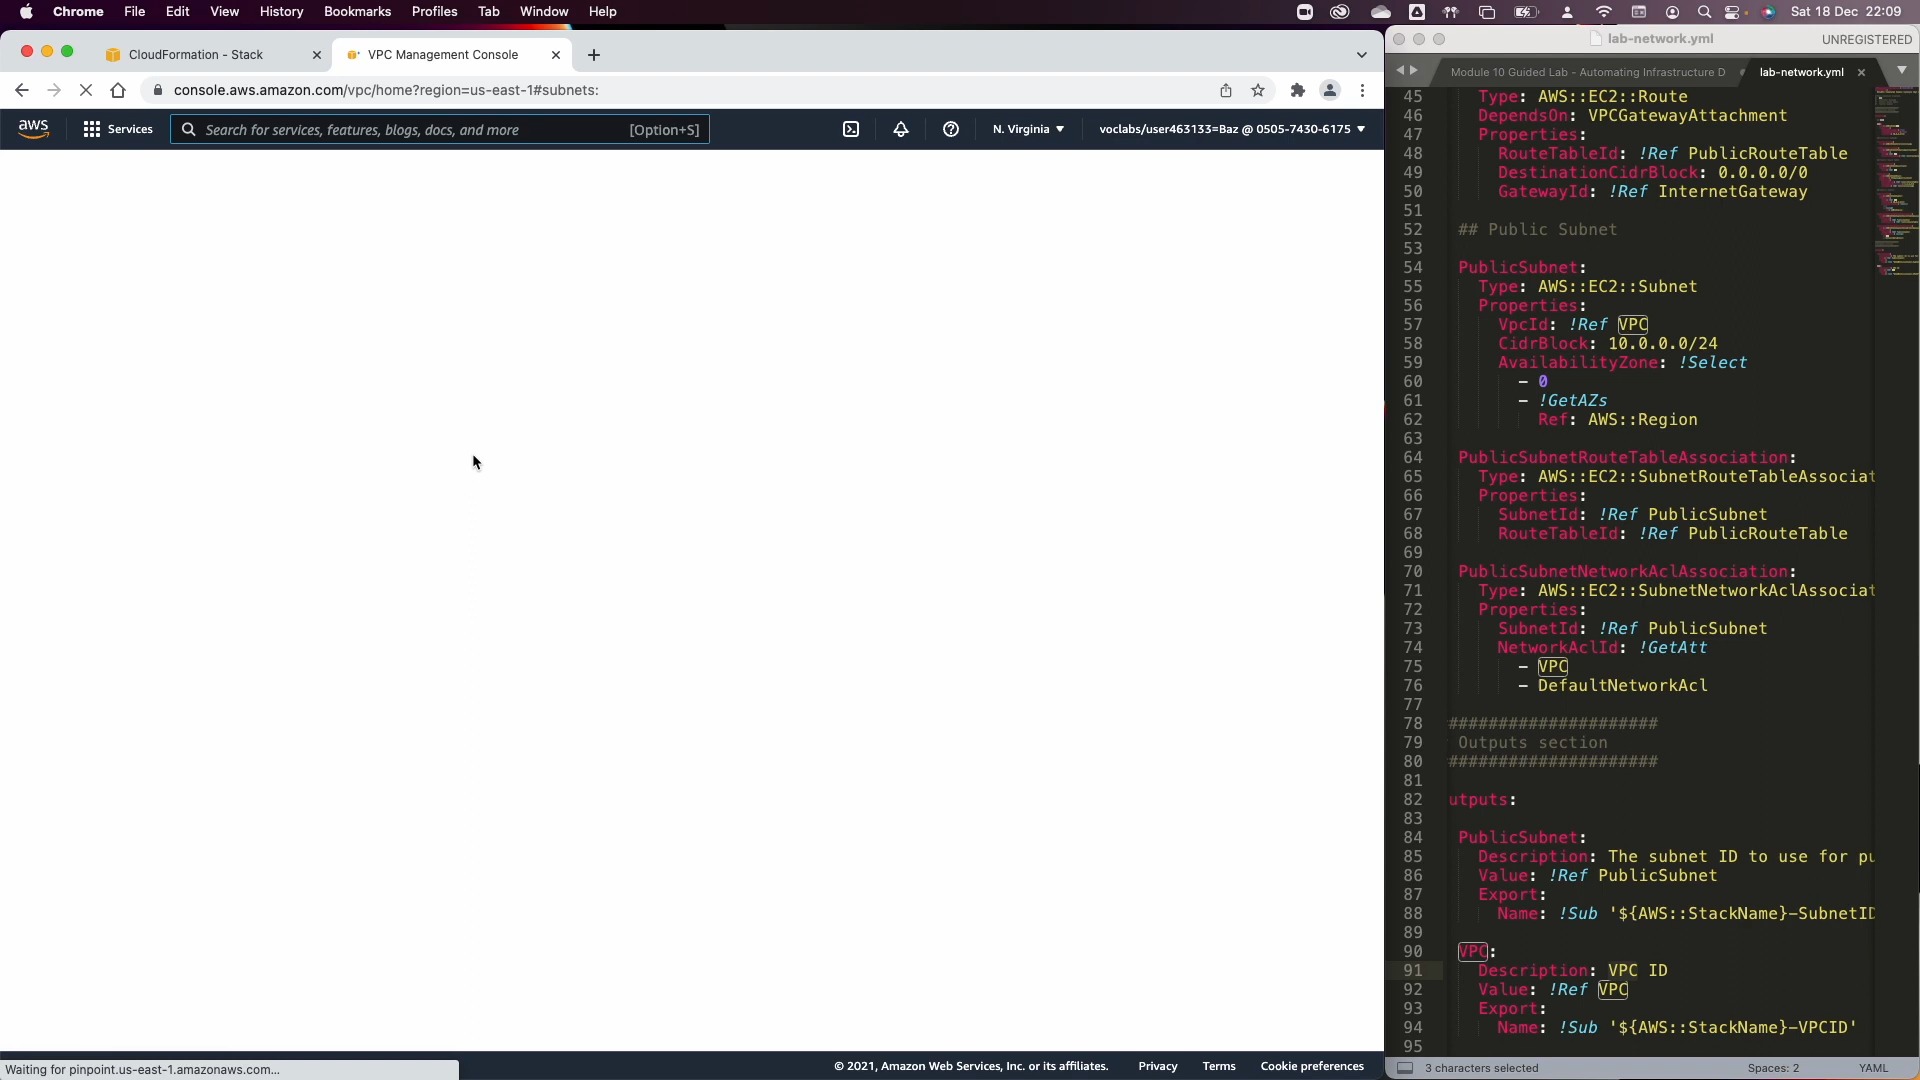 Chrome File Edit View History Bookmarks Profiles Tab Window Help Sat 18 Dec 22:09
CloudFormation - Stack
VPC Management Console
console.aws.amazon.com/vpc/home?region=us-east-1#subnets:
aws Services Search for services, features, blogs, docs, and more [Option+S] N. Virginia voclabs/user463133=Baz @ 0505-7430-6175
Waiting for pinpoint.us-east-1.amazonaws.com...
© 2021, Amazon Web Services, Inc. or its affiliates. Privacy Terms Cookie preferences
lab-network.yml UNREGISTERED
Module 10 Guided Lab - Automating Infrastructure D lab-network.yml
45 Type: AWS::EC2::Route
46 DependsOn: VPCGatewayAttachment
47 Properties:
48 RouteTableId: !Ref PublicRouteTable
49 DestinationCidrBlock: 0.0.0.0/0
50 GatewayId: !Ref InternetGateway
51
52 ## Public Subnet
53
54 PublicSubnet:
55 Type: AWS::EC2::Subnet
56 Properties:
57 VpcId: !Ref VPC
58 CidrBlock: 10.0.0.0/24
59 AvailabilityZone: !Select
60 - 0
61 - !GetAZs
62 Ref: AWS::Region
63
64 PublicSubnetRouteTableAssociation:
65 Type: AWS::EC2::SubnetRouteTableAssociat
66 Properties:
67 SubnetId: !Ref PublicSubnet
68 RouteTableId: !Ref PublicRouteTable
69
70 PublicSubnetNetworkAclAssociation:
71 Type: AWS::EC2::SubnetNetworkAclAssociat
72 Properties:
73 SubnetId: !Ref PublicSubnet
74 NetworkAclId: !GetAtt
75 - VPC
76 - DefaultNetworkAcl
77
78 #####################
79 Outputs section
80 #####################
81
82 utputs:
83
84 PublicSubnet:
85 Description: The subnet ID to use for pu
86 Value: !Ref PublicSubnet
87 Export:
88 Name: !Sub '${AWS::StackName}-SubnetID
89
90 VPC:
91 Description: VPC ID
92 Value: !Ref VPC
93 Export:
94 Name: !Sub '${AWS::StackName}-VPCID'
95
3 characters selected Spaces: 2 YAML